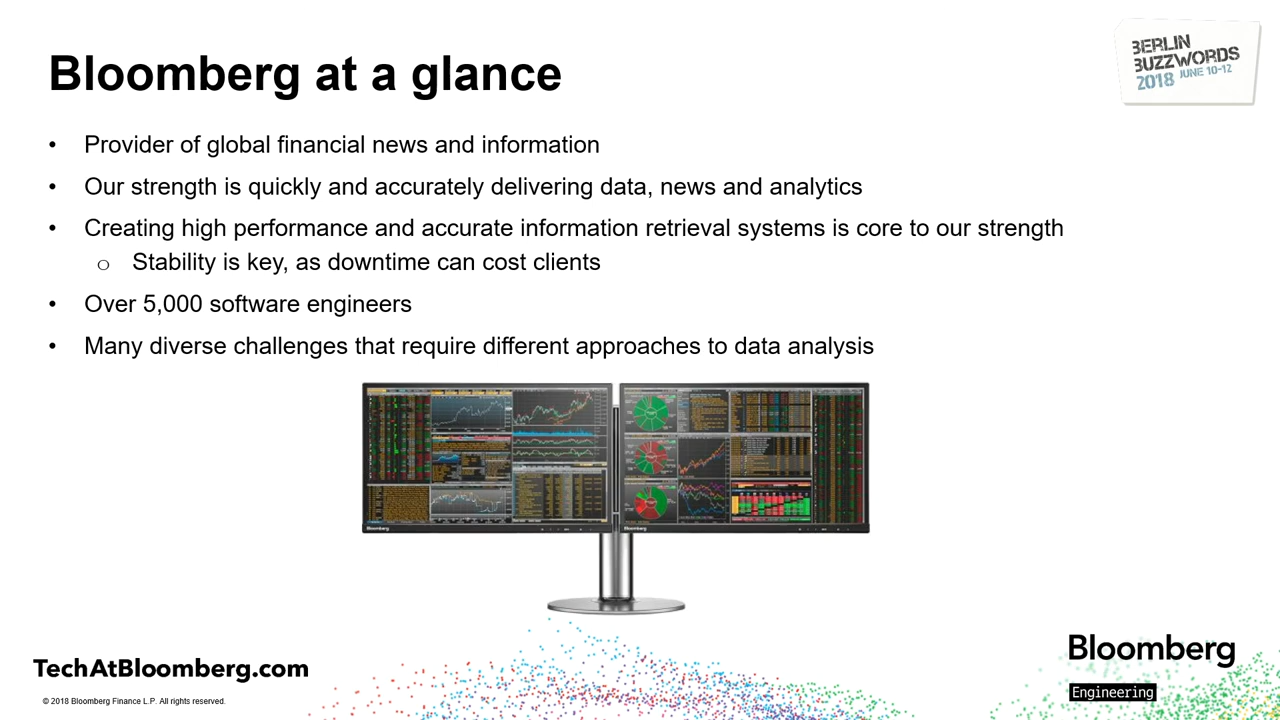 Bloomberg at a glance
BERLIN
BUZZWORDS
2018 JUNE 10-12
• Provider of global financial news and information
• Our strength is quickly and accurately delivering data, news and analytics
• Creating high performance and accurate information retrieval systems is core to our strength
o Stability is key, as downtime can cost clients
• Over 5,000 software engineers
• Many diverse challenges that require different approaches to data analysis
Bloomberg
Bloomberg
TechAtBloomberg.com
© 2018 Bloomberg Finance L.P. All rights reserved.
Bloomberg
Engineering